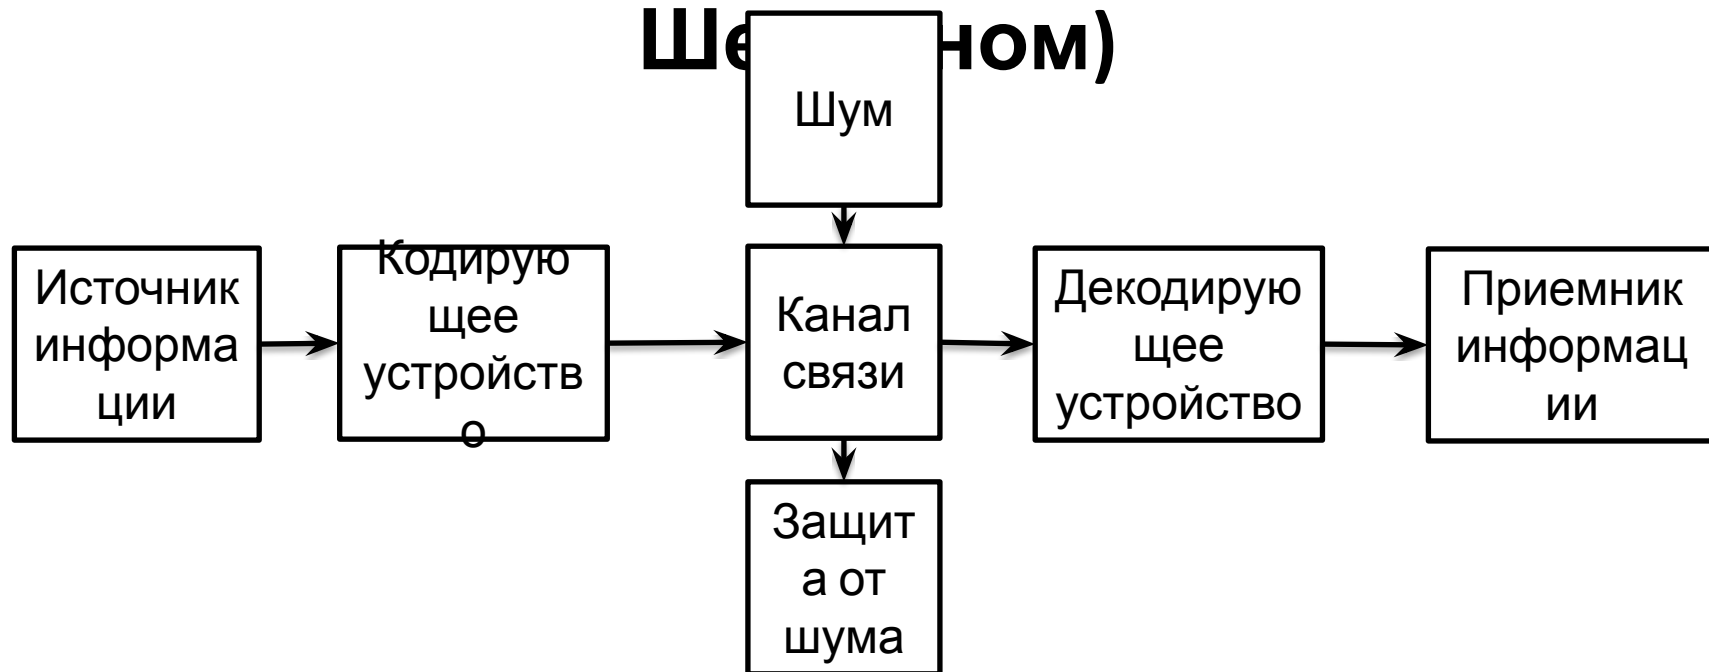 Ше ном)
Шум
Источник
информа
ции
Кодирую
щее
устройств
о
Канал
связи
Декодирую
щее
устройство
Приемник
информац
ии
Защит
а от
шума